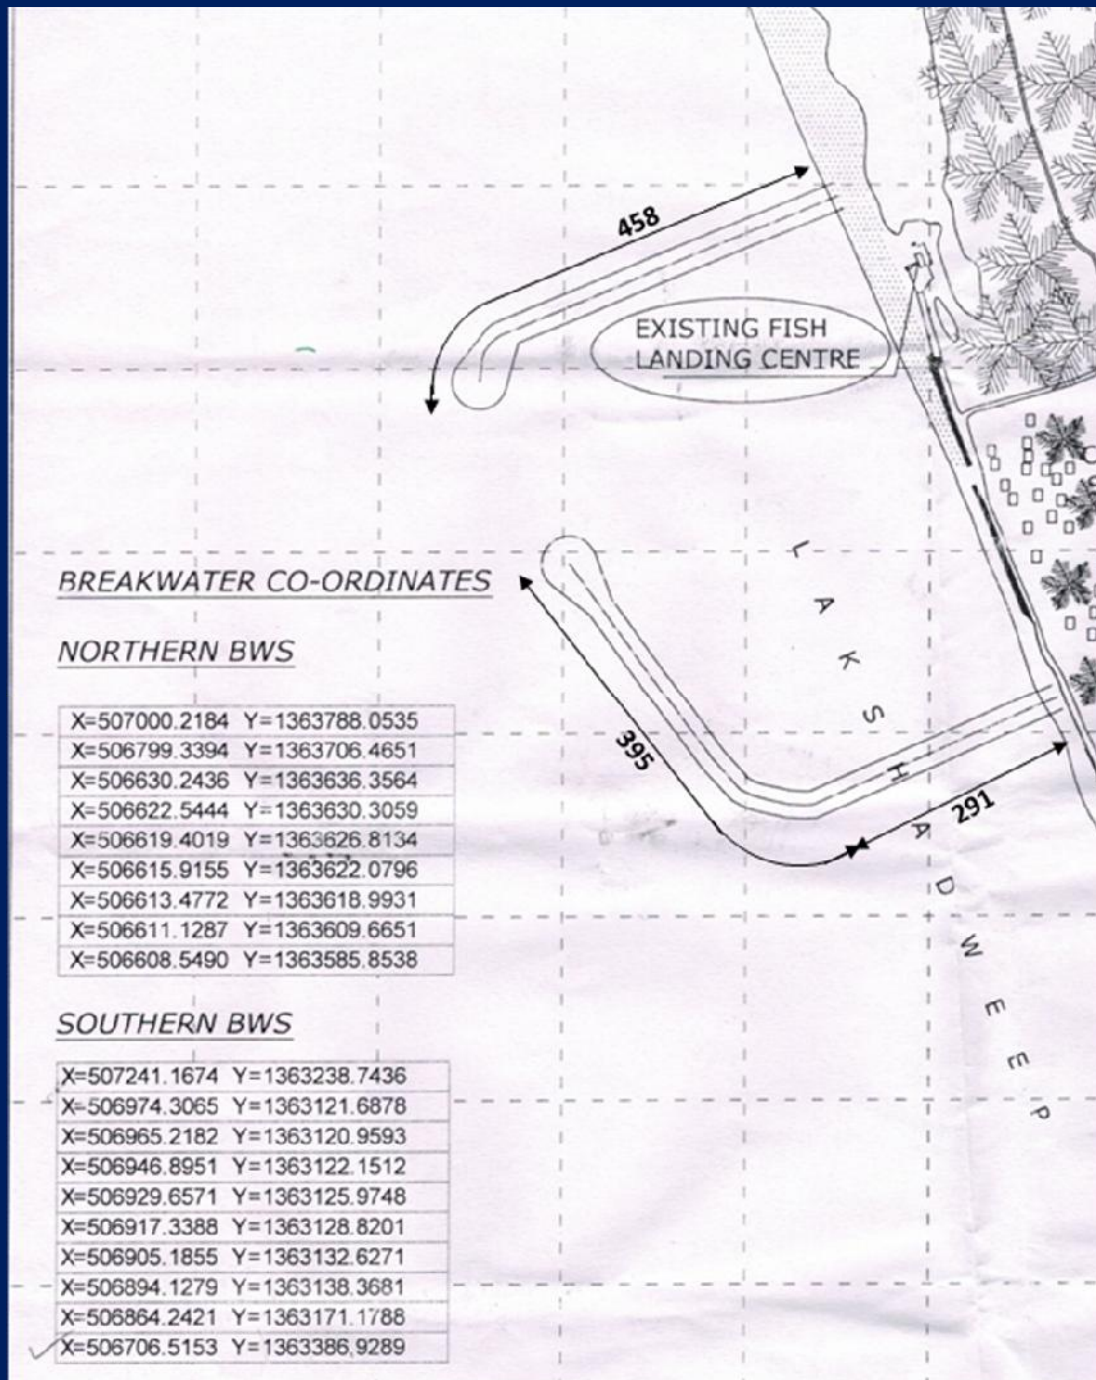 458
EXISTING FISH
LANDING CENTRE
LAKSHADWEEP
395
291
BREAKWATER CO-ORDINATES
NORTHERN BWS
X=507000.2184 Y=1363788.0535
X=506799.3394 Y=1363706.4651
X=506630.2436 Y=1363636.3564
X=506622.5444 Y=1363630.3059
X=506619.4019 Y=1363626.8134
X=506615.9155 Y=1363622.0796
X=506613.4772 Y=1363618.9931
X=506611.1287 Y=1363609.6651
X=506608.5490 Y=1363585.8538
SOUTHERN BWS
X=507241.1674 Y=1363238.7436
X=506974.3065 Y=1363121.6878
X=506965.2182 Y=1363120.9593
X=506946.8951 Y=1363122.1512
X=506929.6571 Y=1363125.9748
X=506917.3388 Y=1363128.8201
X=506905.1855 Y=1363132.6271
X=506894.1279 Y=1363138.3681
X=506864.2421 Y=1363171.1788
X=506706.5153 Y=1363386.9289